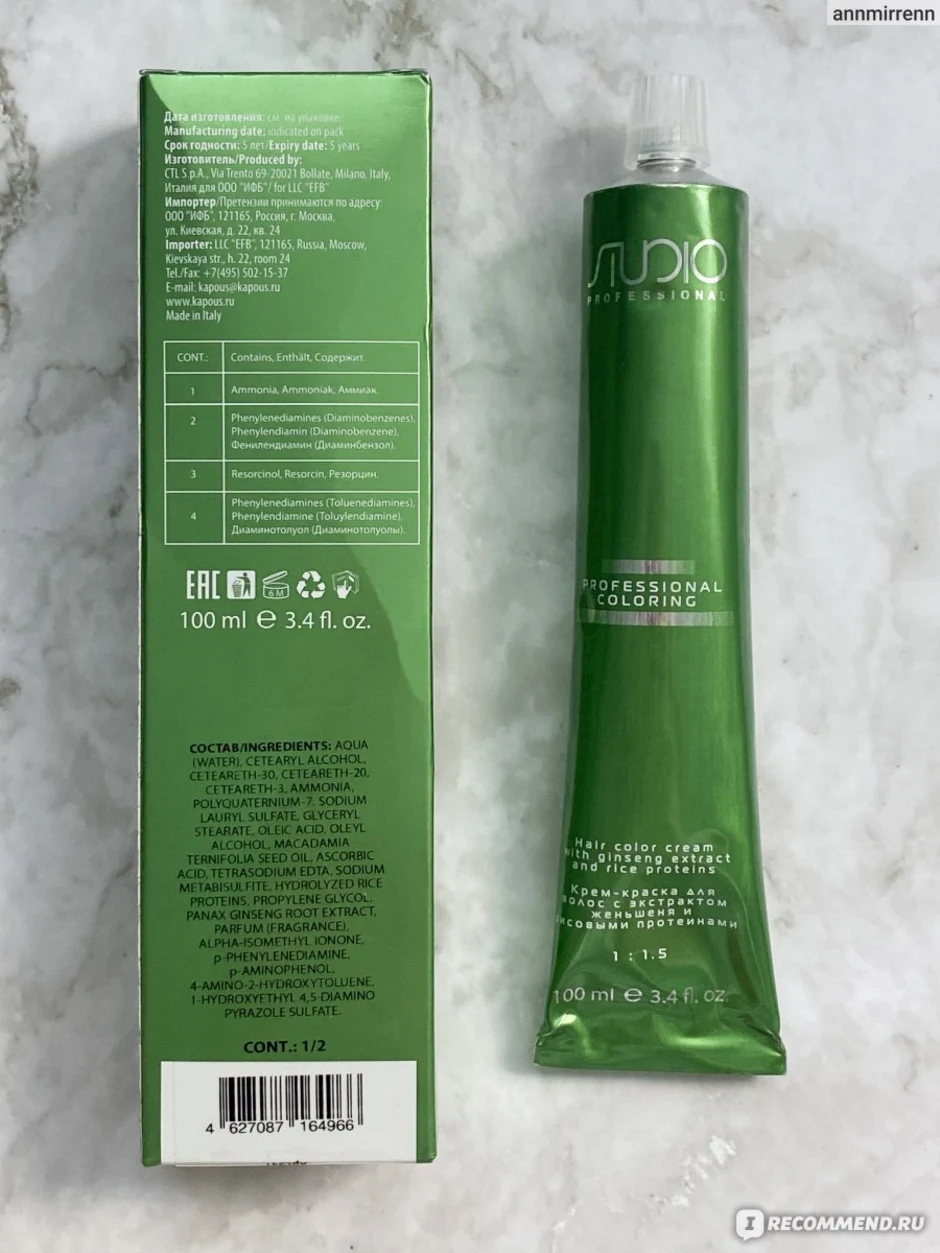 annmirrenn
Дата изготовления: см. на упаковке
Manufacturing date: indicated on pack
Срок годности: 5 лет/Expiry date: 5 years
Изготовитель/Produced by:
CTL S.p.A., Via Trento 69-20021 Bollate, Milano, Italy,
Италия для ООО "ИФБ"/ for LLC "EFB"
Импортер/Претензии принимаются по адресу:
ООО "ИФБ", 121165, Россия, г. Москва,
ул. Киевская, д. 22, кв. 24
Importer: LLC "EFB", 121165, Russia, Moscow,
Kievskaya str., h. 22, room 24
Tel./Fax: +7(495) 502-15-37
E-mail: kapous@kapous.ru
www.kapous.ru
Made in Italy
CONT.: Contains, Enthält, Содержит.
1 Ammonia, Ammoniak, Аммиак.
2 Phenylenediamines (Diaminobenzenes),
Phenylendiamin (Diaminobenzene),
Фенилендиамин (Диаминбензол).
3 Resorcinol, Resorcin, Резорцин.
4 Phenylenediamines (Toluenediamines),
Phenylendiamine (Toluylendiamine),
Диаминотолуол (Диаминотолуолы).
EAC 6M
100 ml ℮ 3.4 fl. oz.
СОСТАВ/INGREDIENTS: AQUA
(WATER), CETEARYL ALCOHOL,
CETEARETH-30, CETEARETH-20,
CETEARETH-3, AMMONIA,
POLYQUATERNIUM-7, SODIUM
LAURYL SULFATE, GLYCERYL
STEARATE, OLEIC ACID, OLEYL
ALCOHOL, MACADAMIA
TERNIFOLIA SEED OIL, ASCORBIC
ACID, TETRASODIUM EDTA, SODIUM
METABISULFITE, HYDROLYZED RICE
PROTEINS, PROPYLENE GLYCOL,
PANAX GINSENG ROOT EXTRACT,
PARFUM (FRAGRANCE),
ALPHA-ISOMETHYL IONONE,
p-PHENYLENEDIAMINE,
p-AMINOPHENOL,
4-AMINO-2-HYDROXYTOLUENE,
1-HYDROXYETHYL 4,5-DIAMINO
PYRAZOLE SULFATE.
CONT.: 1/2
4 627087 164966
STUDIO
PROFESSIONAL
PROFESSIONAL
COLORING
Hair color cream
with ginseng extract
and rice proteins
Крем-краска для
волос с экстрактом
женьшеня и
рисовыми протеинами
1 : 1.5
100 ml ℮ 3.4 fl. oz.
IRECOMMEND.RU